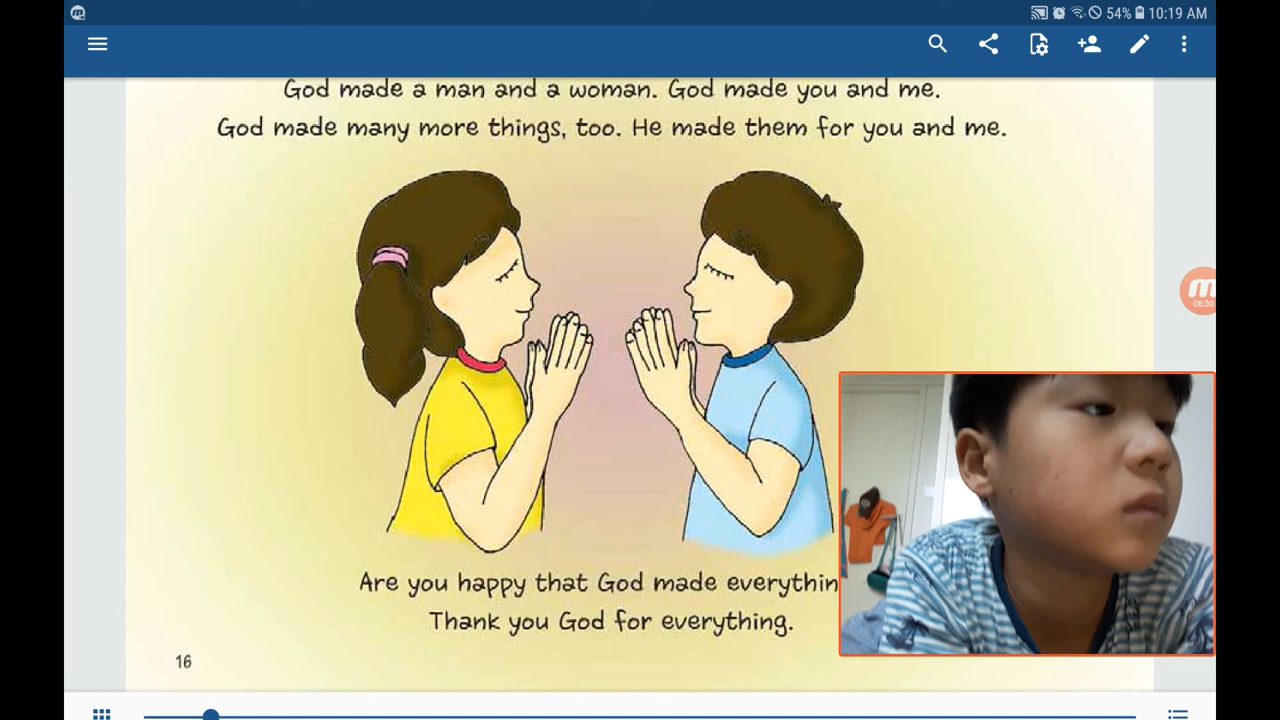 54% 10:19 AM
God made a man and a woman. God made you and me.
God made many more things, too. He made them for you and me.
08:30
Are you happy that God made everythin
Thank you God for everything.
16